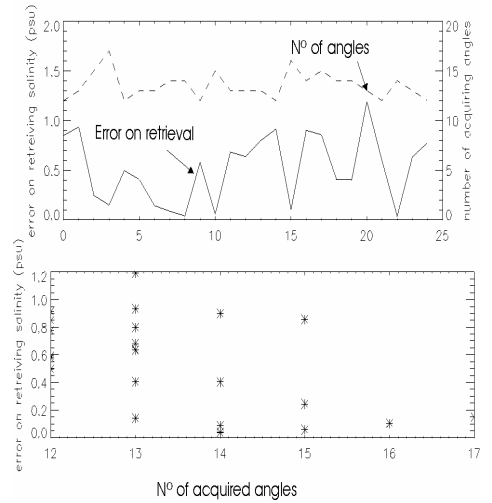 error on retreiving salinity (psu)
2.0
1.5
1.0
0.5
0.0
Nº of angles
Error on retrieval
20
15
10
5
0
number of acquiring angles
0 5 10 15 20 25
error on retreiving salinity (psu)
1.2
1.0
0.8
0.6
0.4
0.2
0.0
12 13 14 15 16 17
Nº of acquired angles